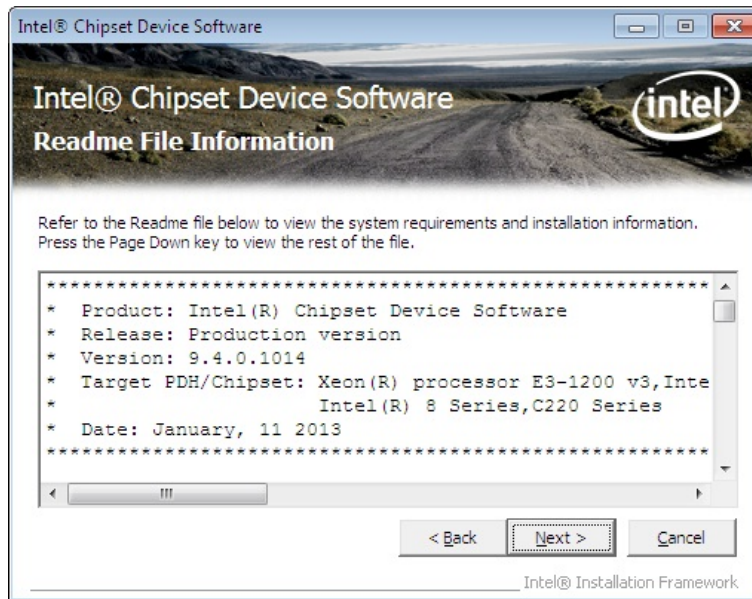 Intel® Chipset Device Software
Intel® Chipset Device Software
intel
Readme File Information
Refer to the Readme file below to view the system requirements and installation information.
Press the Page Down key to view the rest of the file.
********************************************************
* Product: Intel(R) Chipset Device Software
* Release: Production version
* Version: 9.4.0.1014
* Target PDH/Chipset: Xeon(R) processor E3-1200 v3,Inte
* Intel(R) 8 Series,C220 Series
* Date: January, 11 2013
********************************************************
< Back
Next >
Cancel
Intel® Installation Framework